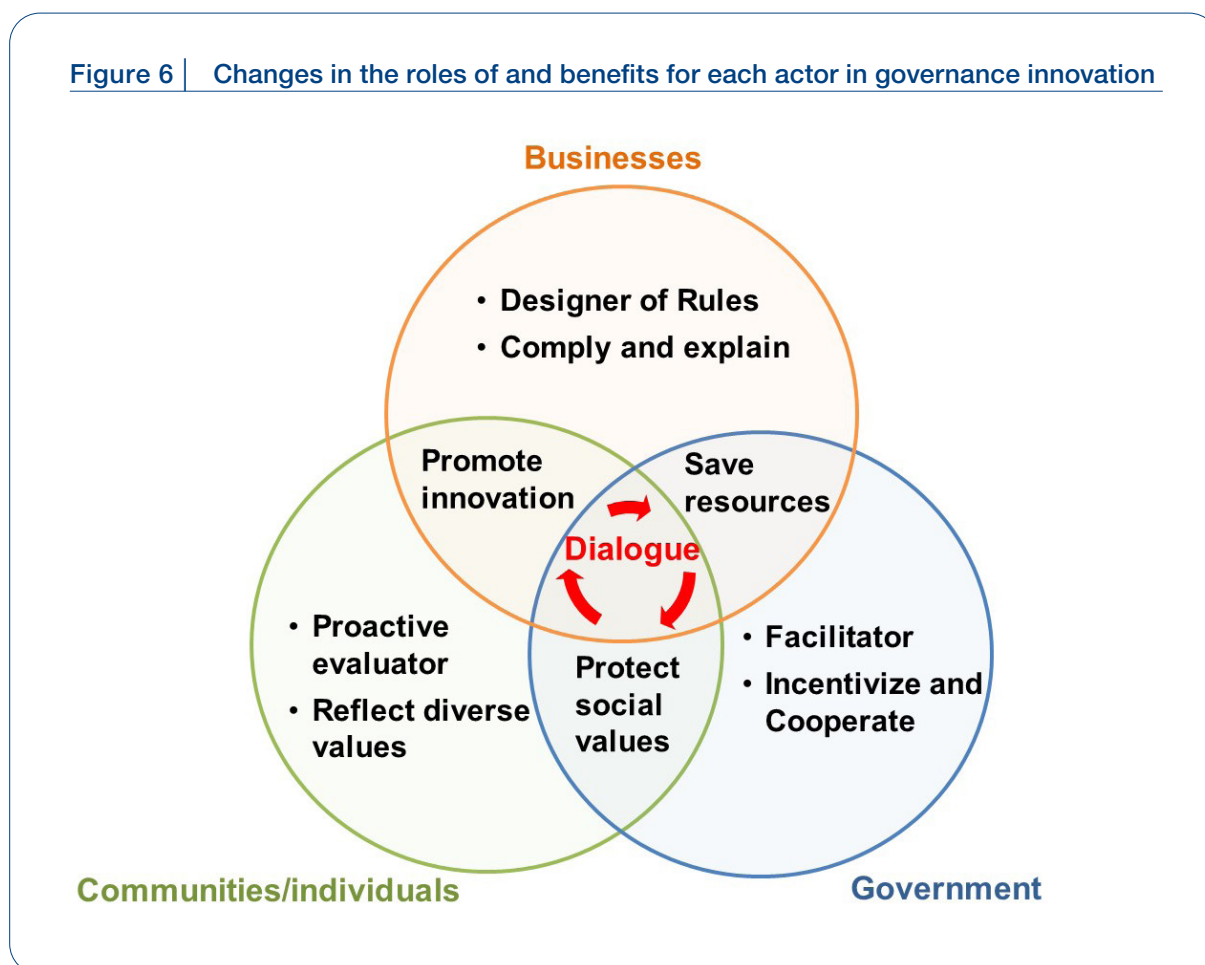 Figure 6 | Changes in the roles of and benefits for each actor in governance innovation
Businesses
• Designer of Rules
• Comply and explain
Promote
innovation
Save
resources
Dialogue
• Proactive
evaluator
• Reflect diverse
values
Protect
social
values
• Facilitator
• Incentivize and
Cooperate
Communities/individuals
Government